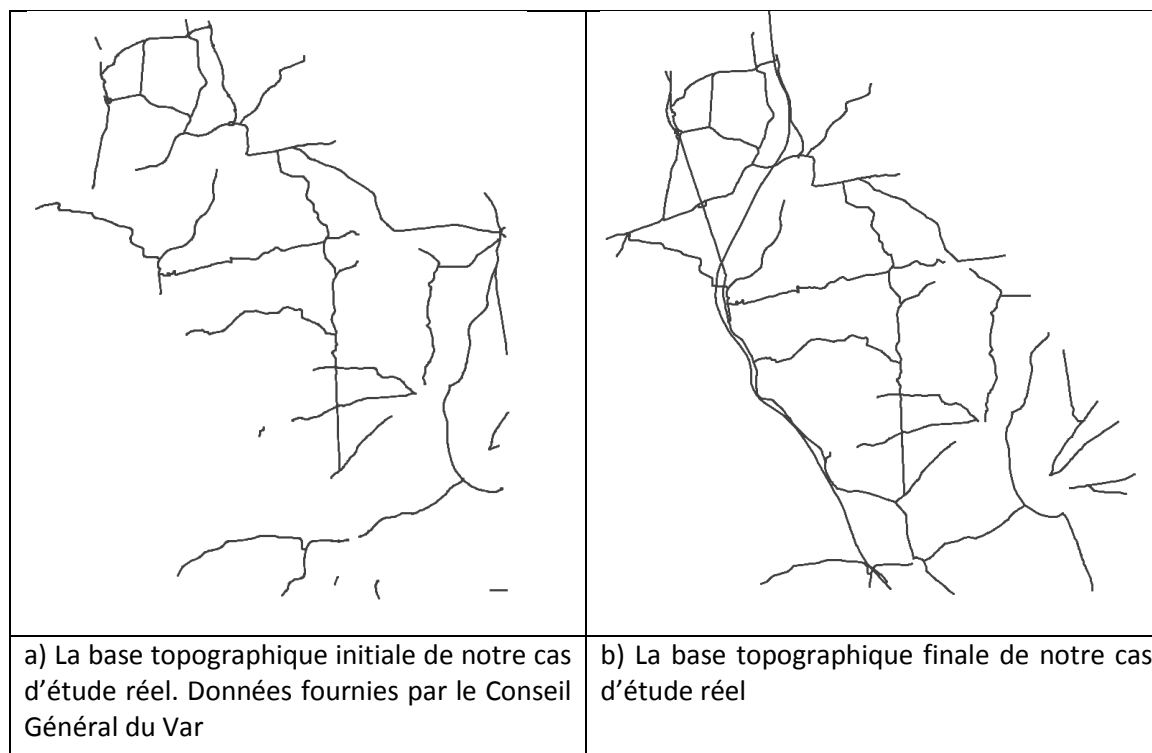 a) La base topographique initiale de notre cas
d'étude réel. Données fournies par le Conseil
Général du Var
b) La base topographique finale de notre cas
d'étude réel